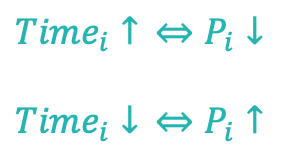 Timeᵢ ↑ ⇔ Pᵢ ↓
Timeᵢ ↓ ⇔ Pᵢ ↑